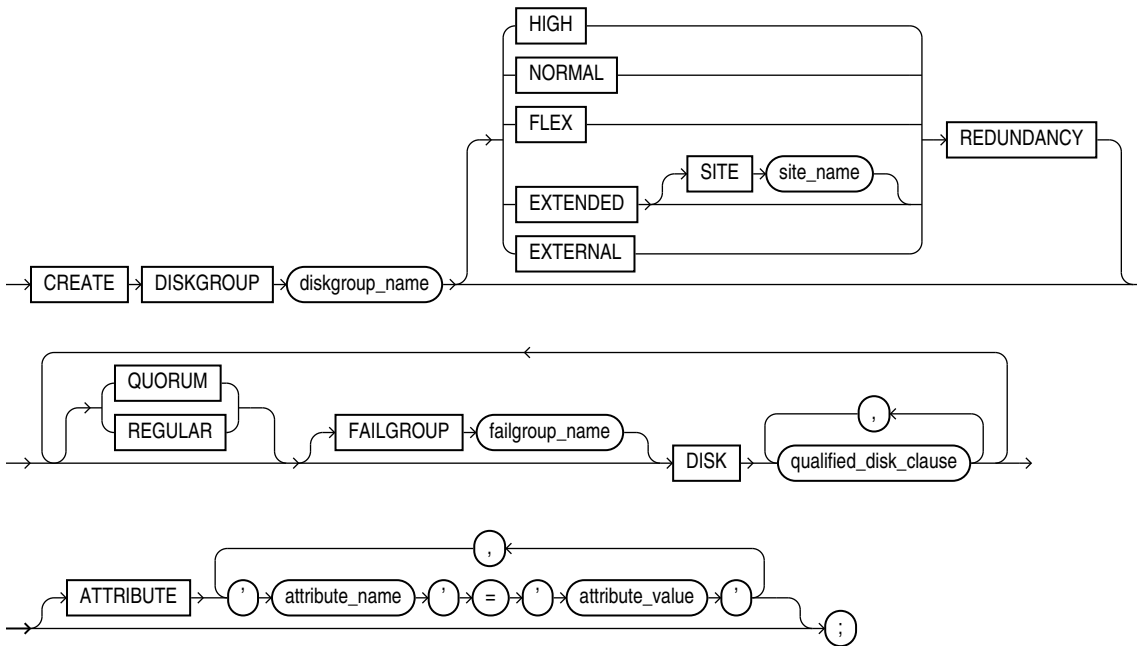 HIGH
NORMAL
FLEX
REDUNDANCY
SITE site_name
EXTENDED
EXTERNAL
CREATE DISKGROUP diskgroup_name
QUORUM
,
REGULAR FAILGROUP failgroup_name
DISK qualified_disk_clause
,
ATTRIBUTE ' attribute_name ' = ' attribute_value '
;